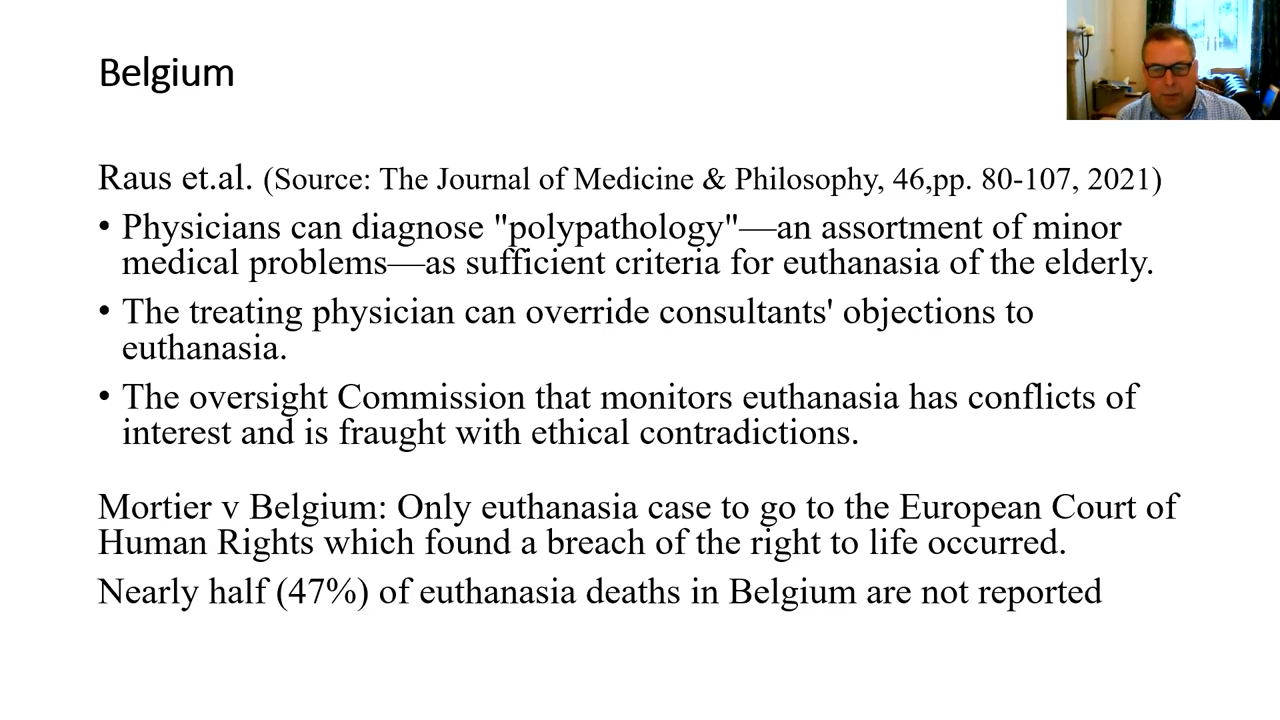 Belgium
Raus et.al. (Source: The Journal of Medicine & Philosophy, 46,pp. 80-107, 2021)
• Physicians can diagnose "polypathology"—an assortment of minor
medical problems—as sufficient criteria for euthanasia of the elderly.
• The treating physician can override consultants' objections to
euthanasia.
• The oversight Commission that monitors euthanasia has conflicts of
interest and is fraught with ethical contradictions.
Mortier v Belgium: Only euthanasia case to go to the European Court of
Human Rights which found a breach of the right to life occurred.
Nearly half (47%) of euthanasia deaths in Belgium are not reported